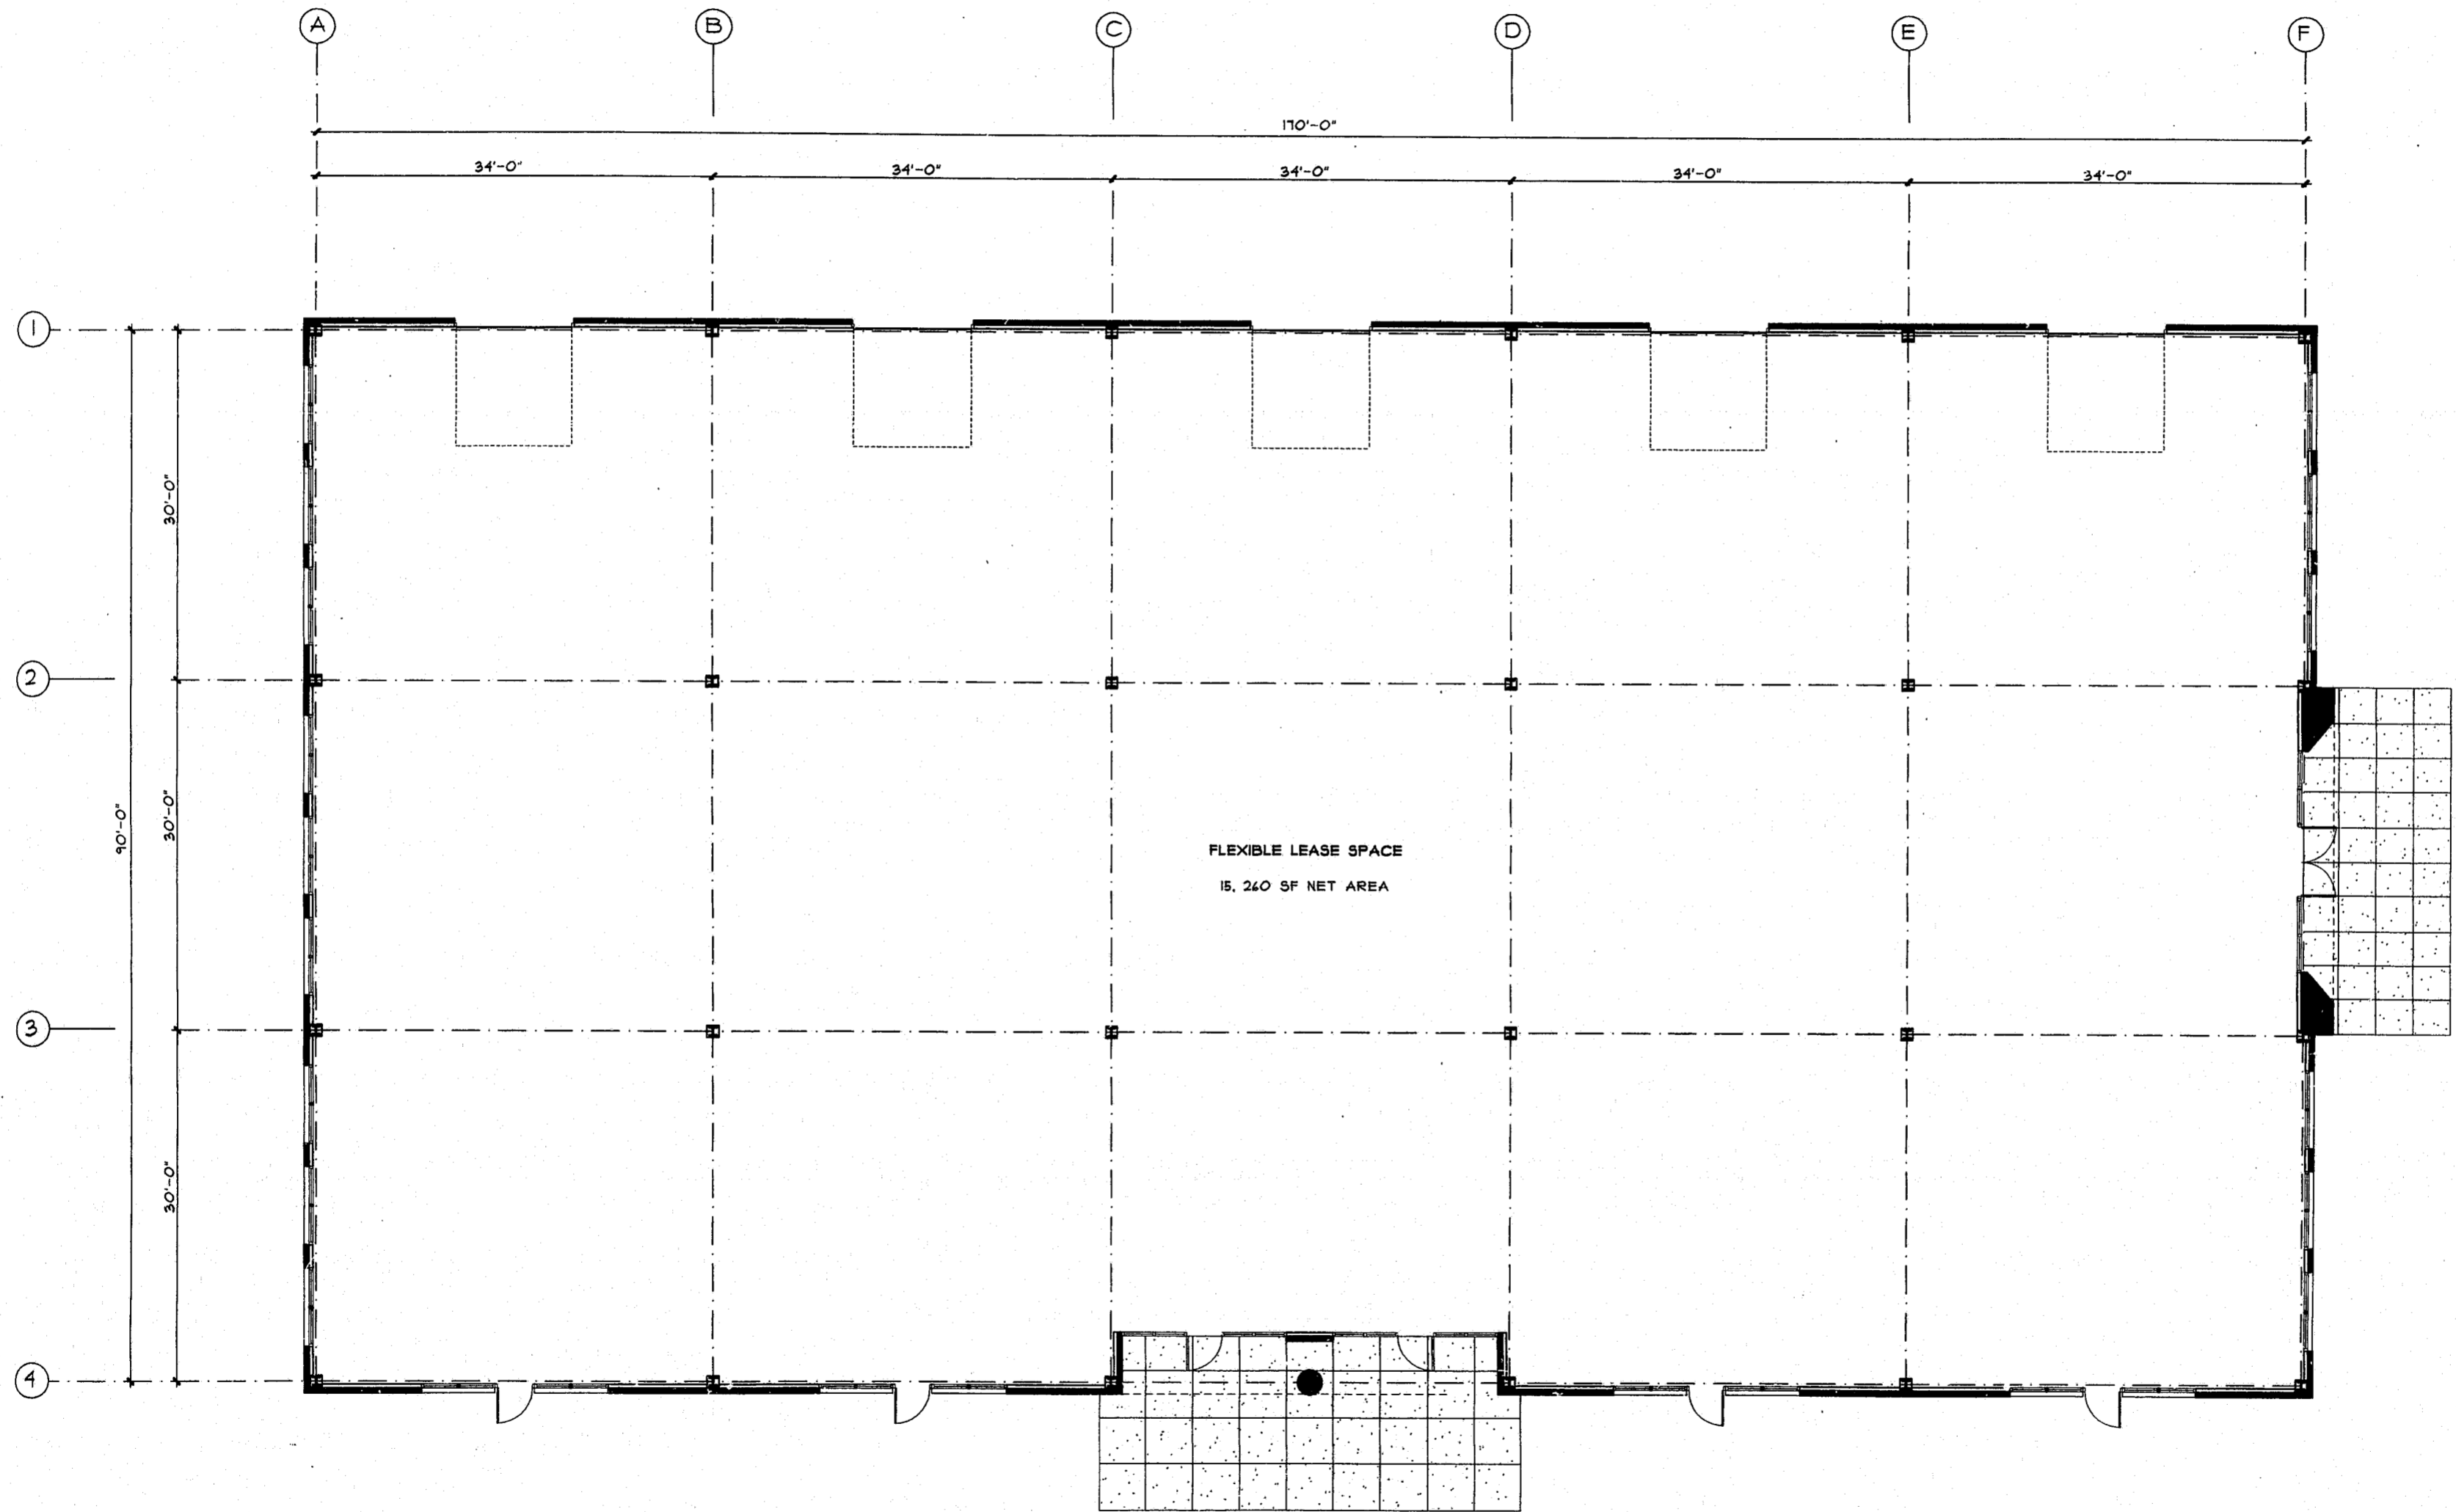 A
B
C
D
E
F
170'-0"
34'-0"
34'-0"
34'-0"
34'-0"
34'-0"
1
30'-0"
2
90'-0"
30'-0"
FLEXIBLE LEASE SPACE
15, 260 SF NET AREA
3
30'-0"
4